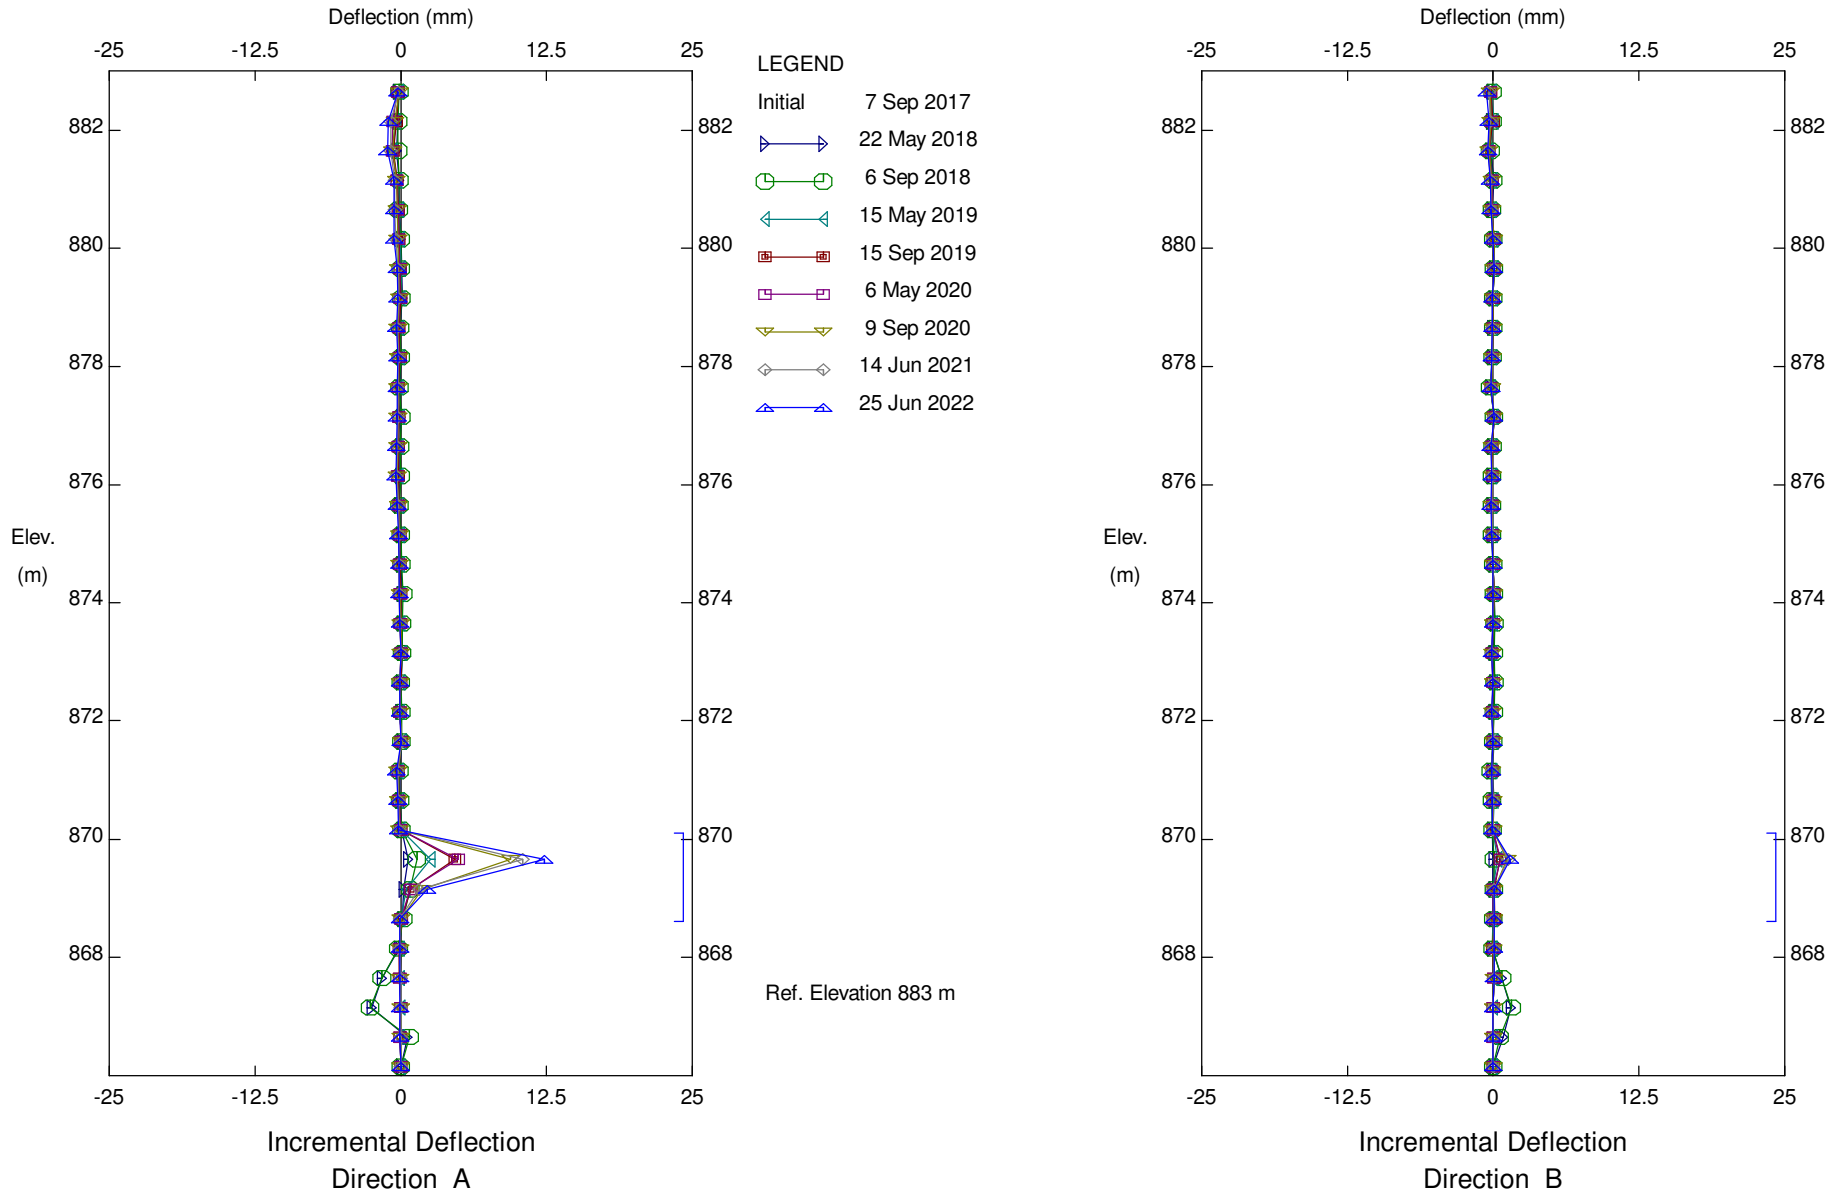 Deflection (mm)
-25 -12.5 0 12.5 25
882 882
880 880
878 878
876 876
874 874
872 872
870 870
868 868
Elev.
(m)
-25 -12.5 0 12.5 25
Incremental Deflection
Direction A
LEGEND
Initial 7 Sep 2017
22 May 2018
6 Sep 2018
15 May 2019
15 Sep 2019
6 May 2020
9 Sep 2020
14 Jun 2021
25 Jun 2022
Ref. Elevation 883 m
Deflection (mm)
-25 -12.5 0 12.5 25
882 882
880 880
878 878
876 876
874 874
872 872
870 870
868 868
Elev.
(m)
-25 -12.5 0 12.5 25
Incremental Deflection
Direction B